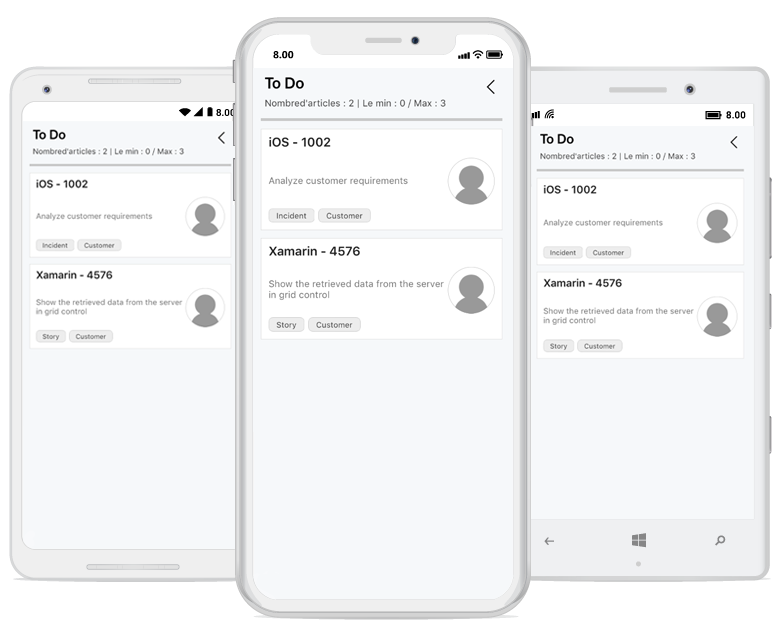 8.00
To Do
Nombred'articles : 2 | Le min : 0 / Max : 3
iOS - 1002
Analyze customer requirements
Incident Customer
Xamarin - 4576
Show the retrieved data from the server
in grid control
Story Customer
8.00
To Do
Nombred'articles : 2 | Le min : 0 / Max : 3
iOS - 1002
Analyze customer requirements
Incident Customer
Xamarin - 4576
Show the retrieved data from the server
in grid control
Story Customer
8.00
To Do
Nombred'articles : 2 | Le min : 0 / Max : 3
iOS - 1002
Analyze customer requirements
Incident Customer
Xamarin - 4576
Show the retrieved data from the server
in grid control
Story Customer